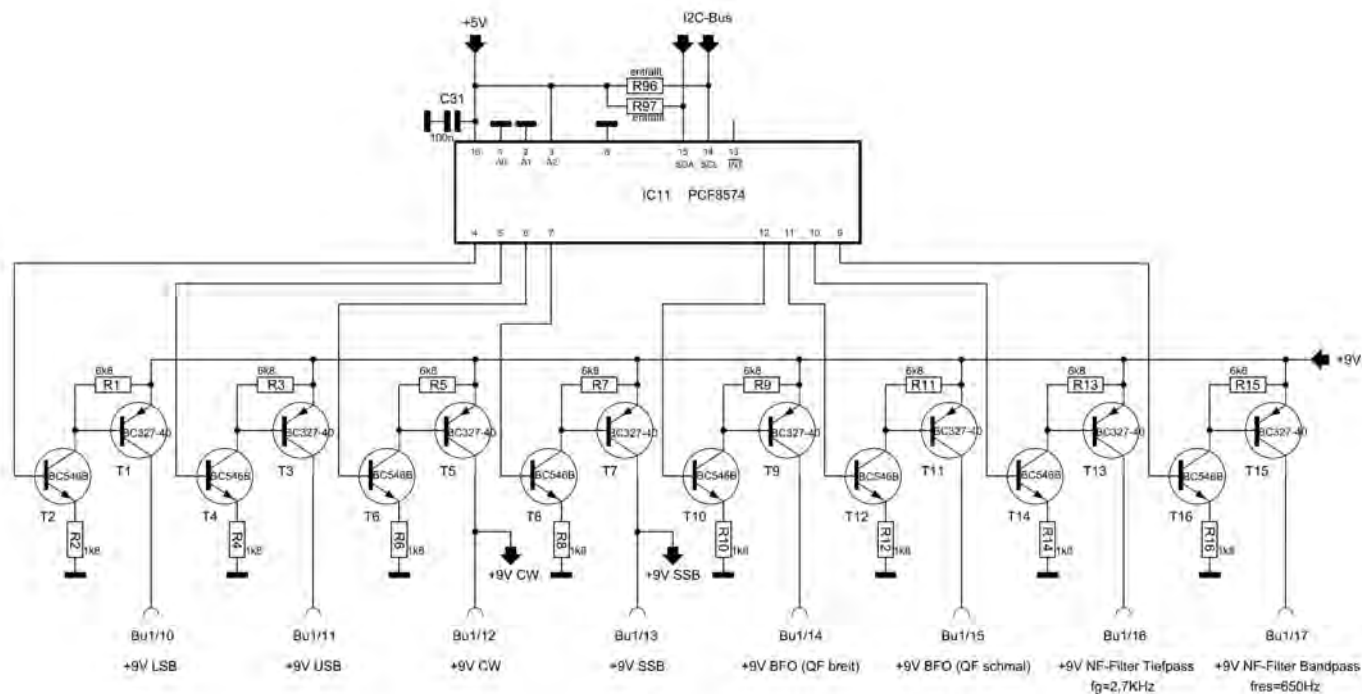 +5V
I2C-Bus
entfällt
R96
C31
R97
entfällt
100n
16 1 2 3 8 15 14 13
A0 A1 A2 SDA SCL INT
IC11 PCF8574
4 5 6 7 12 11 10 9
+9V
6k8 6k8 6k8 6k8 6k8 6k8 6k8 6k8
R1 R3 R5 R7 R9 R11 R13 R15
BC327-40 BC327-40 BC327-40 BC327-40 BC327-40 BC327-40 BC327-40 BC327-40
T1 T3 T5 T7 T9 T11 T13 T15
BC546B BC546B BC546B BC546B BC546B BC546B BC546B BC546B
T2 T4 T6 T8 T10 T12 T14 T16
R2 R4 R6 R8 R10 R12 R14 R16
1k8 1k8 1k8 1k8 1k8 1k8 1k8 1k8
+9V CW +9V SSB
Bu1/10 Bu1/11 Bu1/12 Bu1/13 Bu1/14 Bu1/15 Bu1/16 Bu1/17
+9V LSB +9V USB +9V CW +9V SSB +9V BFO (QF breit) +9V BFO (QF schmal) +9V NF-Filter Tiefpass +9V NF-Filter Bandpass
fg=2,7KHz fres=650Hz